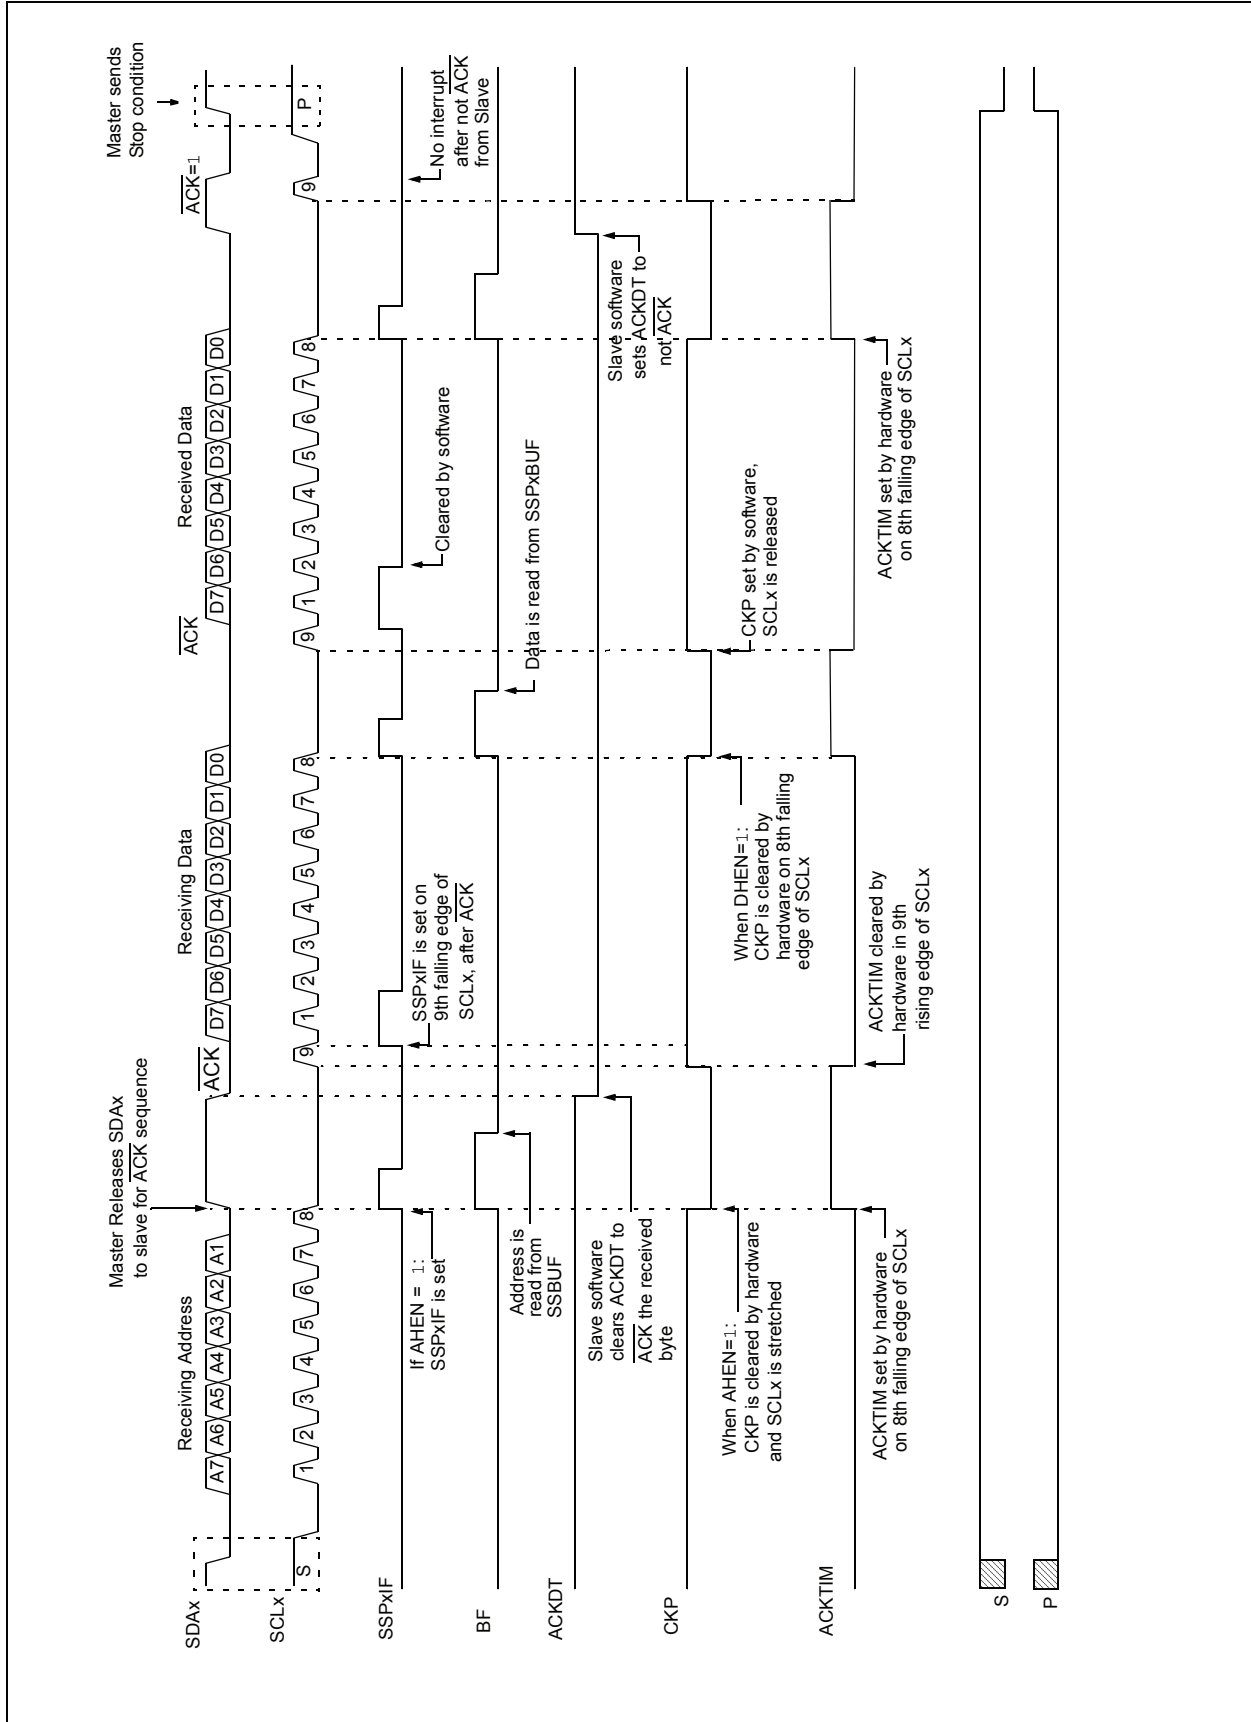 Master Releases SDAx
to slave for ACK sequence
Master sends
Stop condition
Receiving Address
Receiving Data
Received Data
ACK
ACK
ACK=1
SDAx
A7 A6 A5 A4 A3 A2 A1
D7 D6 D5 D4 D3 D2 D1 D0
D7 D6 D5 D4 D3 D2 D1 D0
SCLx
S 1 2 3 4 5 6 7 8 9 1 2 3 4 5 6 7 8 9 1 2 3 4 5 6 7 8 9 P
SSPxIF
If AHEN = 1:
SSPxIF is set
SSPxIF is set on
9th falling edge of
SCLx, after ACK
Cleared by software
No interrupt
after not ACK
from Slave
BF
Address is
read from
SSBUF
Data is read from SSPxBUF
ACKDT
Slave software
clears ACKDT to
ACK the received
byte
Slave software
sets ACKDT to
not ACK
CKP
When AHEN=1:
CKP is cleared by hardware
and SCLx is stretched
When DHEN=1:
CKP is cleared by
hardware on 8th falling
edge of SCLx
CKP set by software,
SCLx is released
ACKTIM
ACKTIM set by hardware
on 8th falling edge of SCLx
ACKTIM cleared by
hardware in 9th
rising edge of SCLx
ACKTIM set by hardware
on 8th falling edge of SCLx
S
P